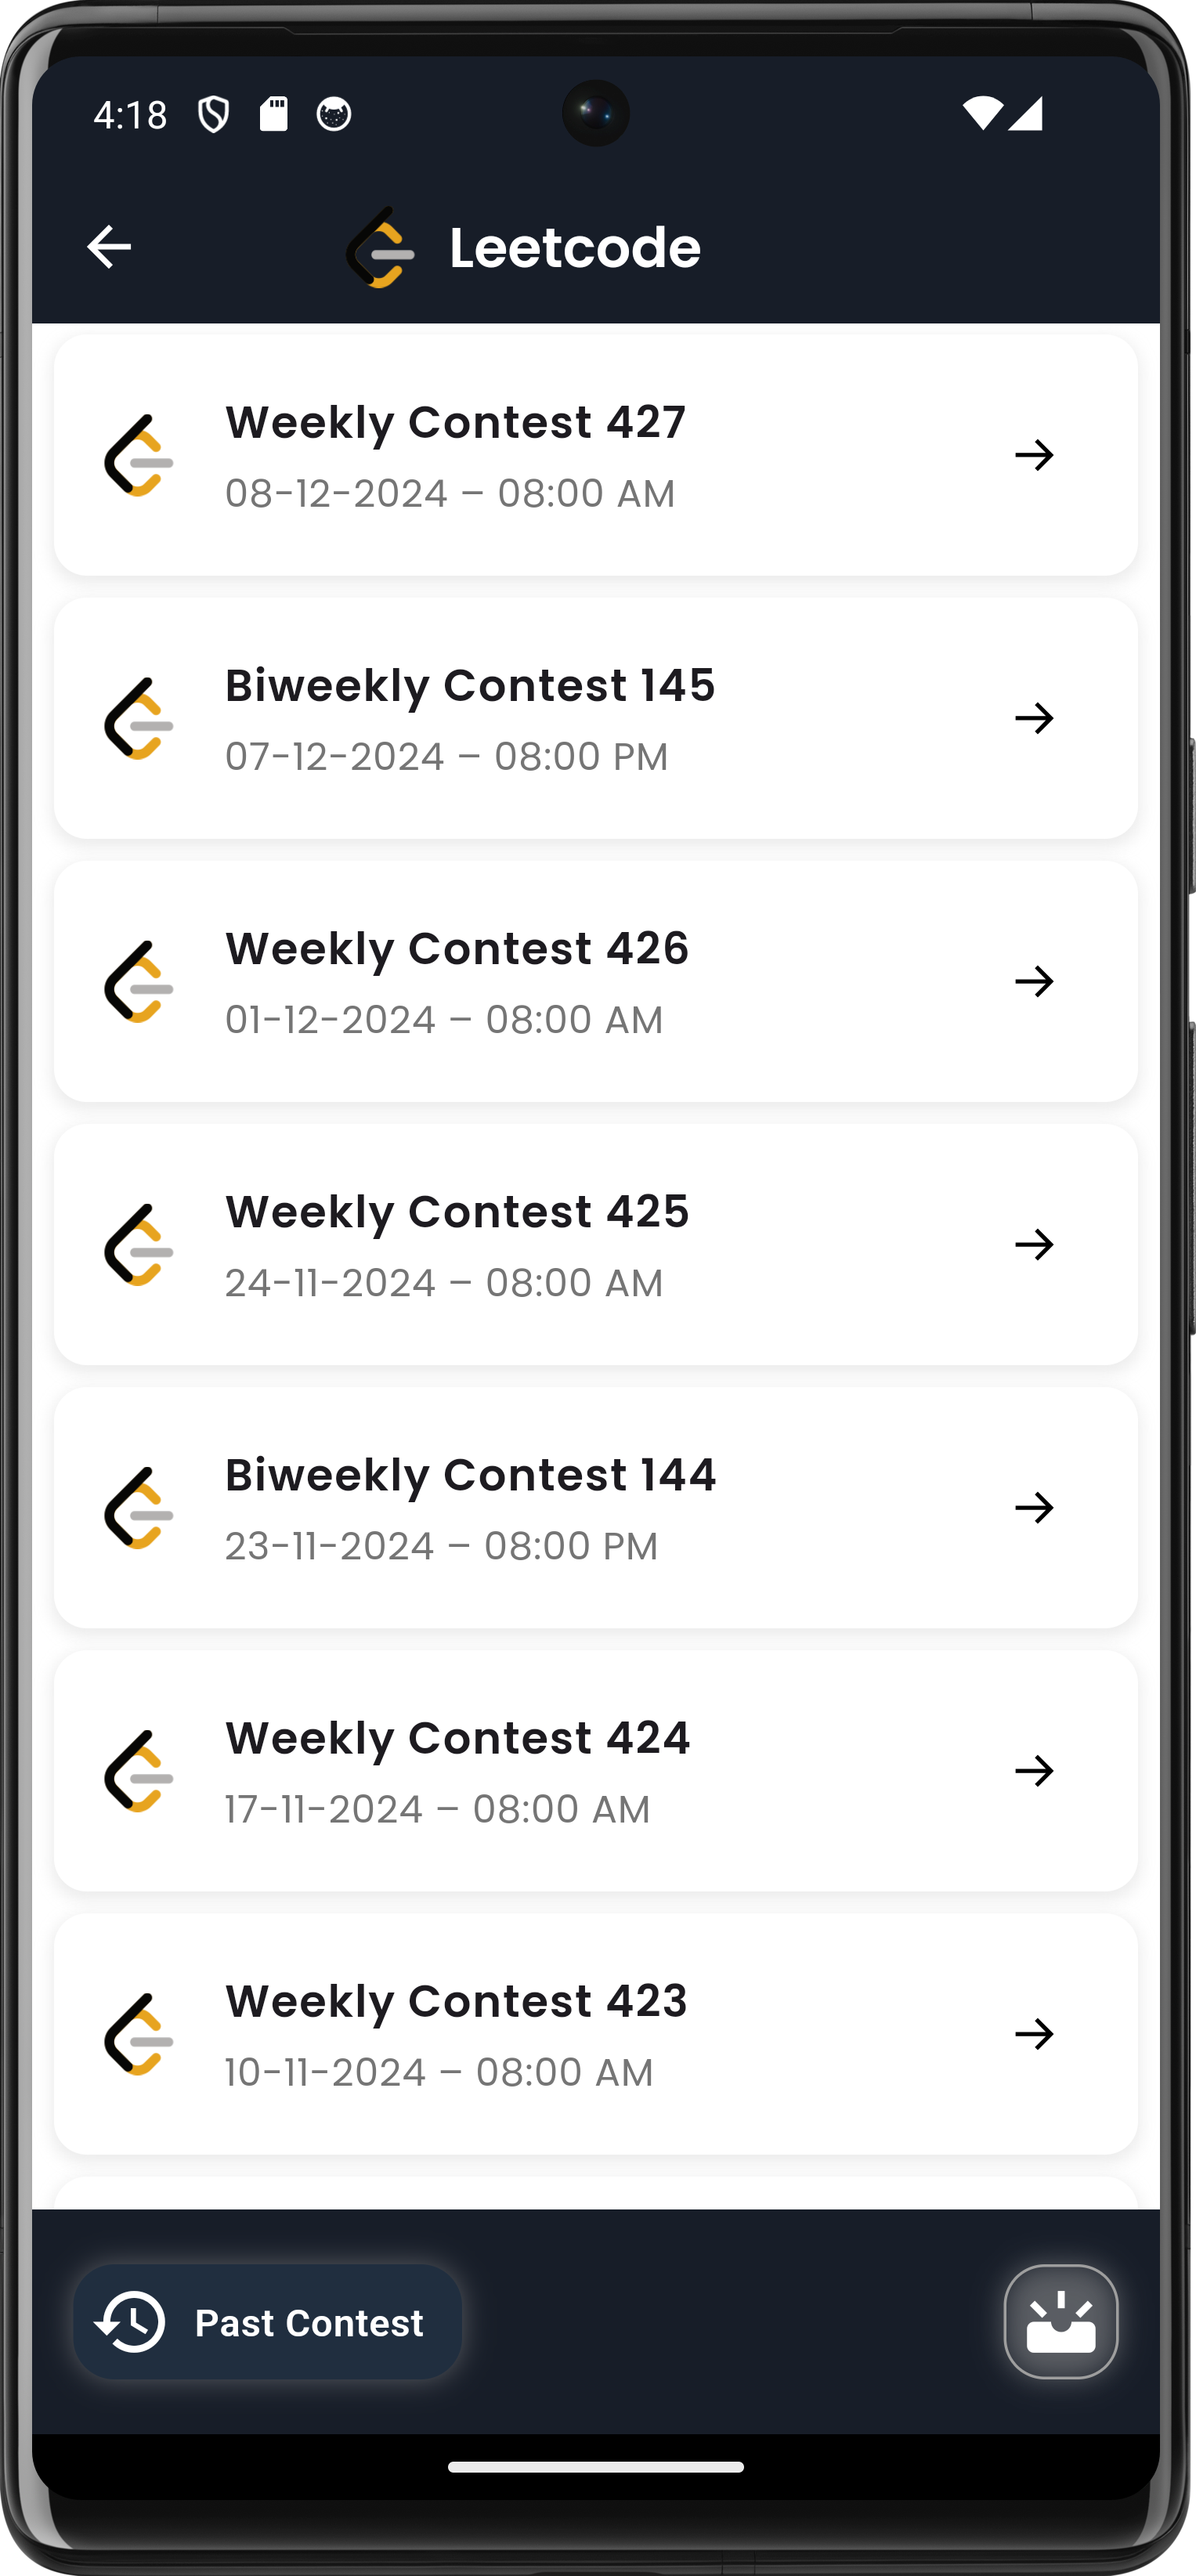 4:18
Leetcode
Weekly Contest 427
08-12-2024 – 08:00 AM
Biweekly Contest 145
07-12-2024 – 08:00 PM
Weekly Contest 426
01-12-2024 – 08:00 AM
Weekly Contest 425
24-11-2024 – 08:00 AM
Biweekly Contest 144
23-11-2024 – 08:00 PM
Weekly Contest 424
17-11-2024 – 08:00 AM
Weekly Contest 423
10-11-2024 – 08:00 AM
Past Contest